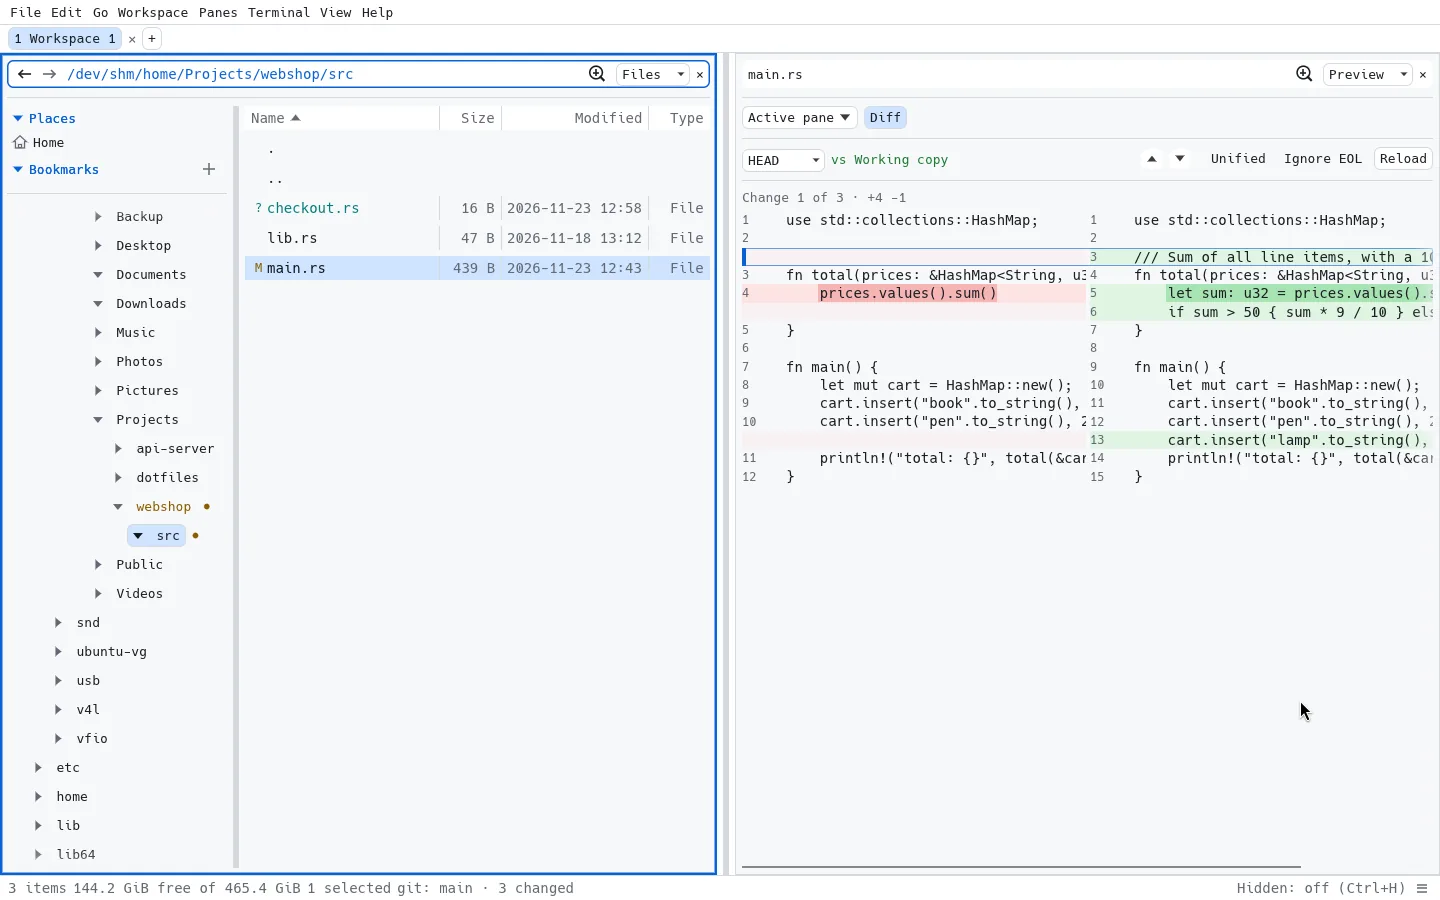 File Edit Go Workspace Panes Terminal View Help
1 Workspace 1 × +
/dev/shm/home/Projects/webshop/src Files ×
Places
Home
Bookmarks +
Backup
Desktop
Documents
Downloads
Music
Photos
Pictures
Projects
api-server
dotfiles
webshop
src
Public
Videos
snd
ubuntu-vg
usb
v4l
vfio
etc
home
lib
lib64
Name Size Modified Type
.
..
? checkout.rs 16 B 2026-11-23 12:58 File
lib.rs 47 B 2026-11-18 13:12 File
M main.rs 439 B 2026-11-23 12:43 File
main.rs Preview ×
Active pane Diff
HEAD vs Working copy Unified Ignore EOL Reload
Change 1 of 3 · +4 -1
1 use std::collections::HashMap;
2
3 fn total(prices: &HashMap<String, u3
4 prices.values().sum()
5 }
6
7 fn main() {
8 let mut cart = HashMap::new();
9 cart.insert("book".to_string(),
10 cart.insert("pen".to_string(), 2
11 println!("total: {}", total(&car
12 }
1 use std::collections::HashMap;
2
3 /// Sum of all line items, with a 10
4 fn total(prices: &HashMap<String, u3
5 let sum: u32 = prices.values().s
6 if sum > 50 { sum * 9 / 10 } els
7 }
8
9 fn main() {
10 let mut cart = HashMap::new();
11 cart.insert("book".to_string(),
12 cart.insert("pen".to_string(), 2
13 cart.insert("lamp".to_string(),
14 println!("total: {}", total(&car
15 }
3 items 144.2 GiB free of 465.4 GiB 1 selected git: main · 3 changed
Hidden: off (Ctrl+H)